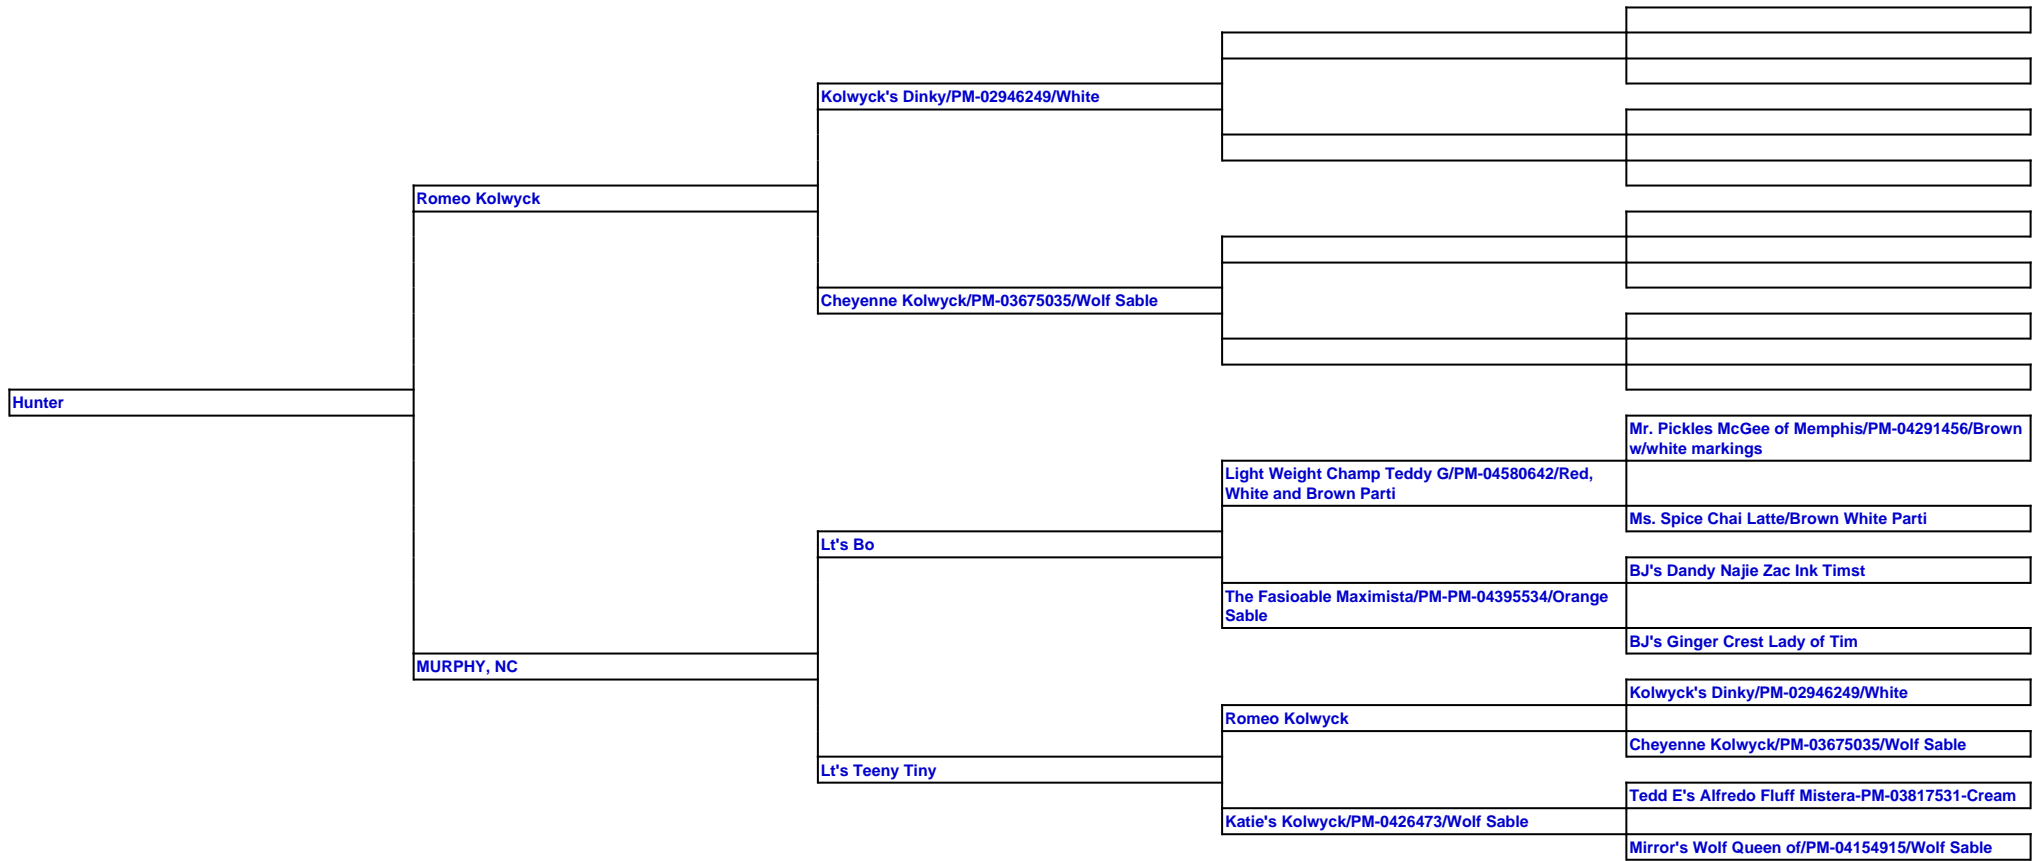 Kolwyck's Dinky/PM-02946249/White
Romeo Kolwyck
Cheyenne Kolwyck/PM-03675035/Wolf Sable
Hunter
Mr. Pickles McGee of Memphis/PM-04291456/Brown
w/white markings
Light Weight Champ Teddy G/PM-04580642/Red,
White and Brown Parti
Ms. Spice Chai Latte/Brown White Parti
Lt's Bo
BJ's Dandy Najie Zac Ink Timst
The Fasioable Maximista/PM-PM-04395534/Orange
Sable
BJ's Ginger Crest Lady of Tim
MURPHY, NC
Kolwyck's Dinky/PM-02946249/White
Romeo Kolwyck
Cheyenne Kolwyck/PM-03675035/Wolf Sable
Lt's Teeny Tiny
Tedd E's Alfredo Fluff Mistera-PM-03817531-Cream
Katie's Kolwyck/PM-0426473/Wolf Sable
Mirror's Wolf Queen of/PM-04154915/Wolf Sable